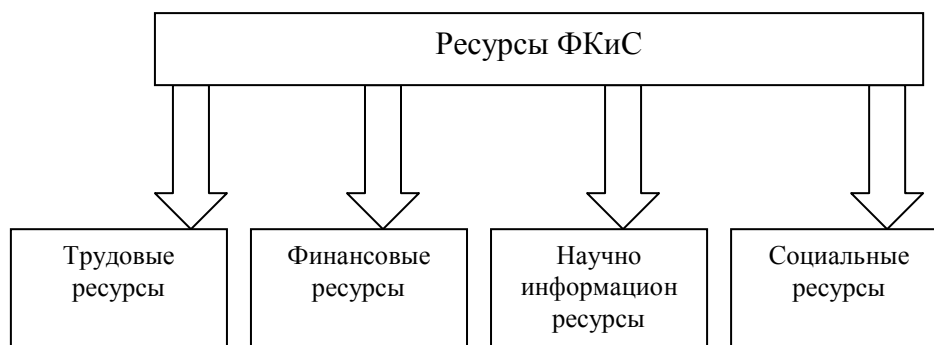 Ресурсы ФКиС
Трудовые
ресурсы
Финансовые
ресурсы
Научно
информацион
ресурсы
Социальные
ресурсы